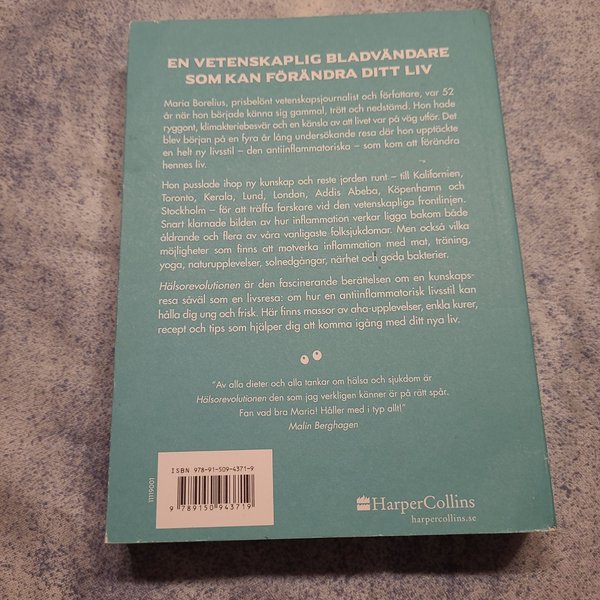 EN VETENSKAPLIG BLADVÄNDARE
SOM KAN FÖRÄNDRA DITT LIV
Maria Borelius, prisbelönt vetenskapsjournalist och författare, var 52
år när hon började känna sig gammal, trött och nedstämd. Hon hade
ryggont, klimakteriebesvär och en känsla av att livet var på väg utför. Det
blev början på en fyra år lång undersökande resa där hon upptäckte
en helt ny livsstil – den antiinflammatoriska – som kom att förändra
hennes liv.
Hon pusslade ihop ny kunskap och reste jorden runt – till Kalifornien,
Toronto, Kerala, Lund, London, Addis Abeba, Köpenhamn och
Stockholm – för att träffa forskare vid den vetenskapliga frontlinjen.
Snart klarnade bilden av hur inflammation verkar ligga bakom både
åldrande och flera av våra vanligaste folksjukdomar. Men också vilka
möjligheter som finns att motverka inflammation med mat, träning,
yoga, naturupplevelser, solnedgångar, närhet och goda bakterier.
Hälsorevolutionen är den fascinerande berättelsen om en kunskaps-
resa såväl som en livsresa: om hur en antiinflammatorisk livsstil kan
hålla dig ung och frisk. Här finns massor av aha-upplevelser, enkla kurer,
recept och tips som hjälper dig att komma igång med ditt nya liv.
"Av alla dieter och alla tankar om hälsa och sjukdom är
Hälsorevolutionen den som jag verkligen känner är på rätt spår.
Fan vad bra Maria! Håller med i typ allt!"
Malin Berghagen
ISBN 978-91-509-4371-9
9 789150 943719
11119001
HarperCollins
harpercollins.se